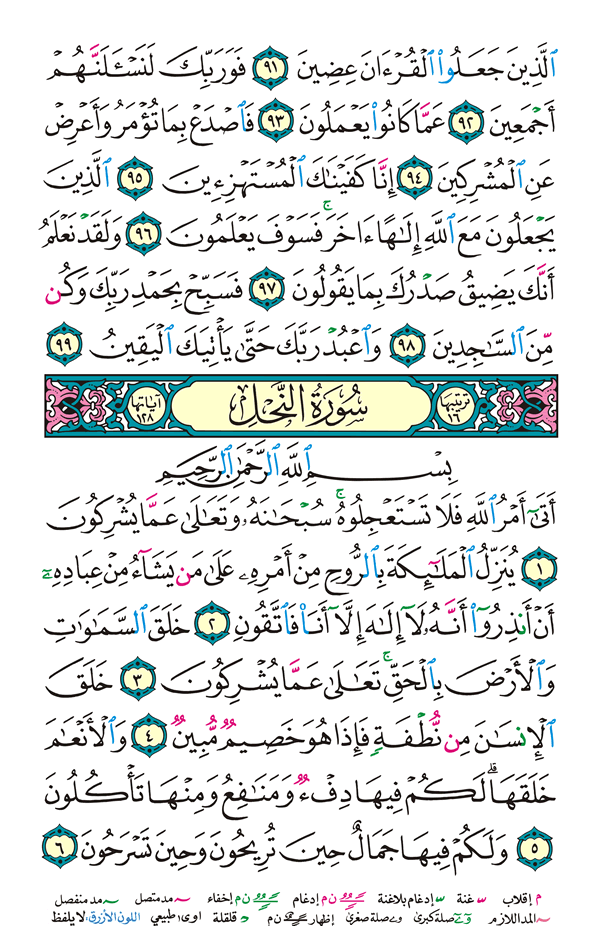 ٱلَّذِينَ جَعَلُوا۟ ٱلۡقُرۡءَانَ عِضِينَ ٩١ فَوَرَبِّكَ لَنَسۡـَٔلَنَّهُمۡ
أَجۡمَعِينَ ٩٢ عَمَّا كَانُوا۟ يَعۡمَلُونَ ٩٣ فَٱصۡدَعۡ بِمَا تُؤۡمَرُ وَأَعۡرِضۡ
عَنِ ٱلۡمُشۡرِكِينَ ٩٤ إِنَّا كَفَيۡنَٰكَ ٱلۡمُسۡتَهۡزِءِينَ ٩٥ ٱلَّذِينَ
يَجۡعَلُونَ مَعَ ٱللَّهِ إِلَٰهًا ءَاخَرَۚ فَسَوۡفَ يَعۡلَمُونَ ٩٦ وَلَقَدۡ نَعۡلَمُ
أَنَّكَ يَضِيقُ صَدۡرُكَ بِمَا يَقُولُونَ ٩٧ فَسَبِّحۡ بِحَمۡدِ رَبِّكَ وَكُن
مِّنَ ٱلسَّٰجِدِينَ ٩٨ وَٱعۡبُدۡ رَبَّكَ حَتَّىٰ يَأۡتِيَكَ ٱلۡيَقِينُ ٩٩
ترتيبها ١٦ سُورَةُ النَّحۡلِ آياتها ١٢٨
بِسۡمِ ٱللَّهِ ٱلرَّحۡمَٰنِ ٱلرَّحِيمِ
أَتَىٰٓ أَمۡرُ ٱللَّهِ فَلَا تَسۡتَعۡجِلُوهُۚ سُبۡحَٰنَهُۥ وَتَعَٰلَىٰ عَمَّا يُشۡرِكُونَ
١ يُنَزِّلُ ٱلۡمَلَٰٓئِكَةَ بِٱلرُّوحِ مِنۡ أَمۡرِهِۦ عَلَىٰ مَن يَشَآءُ مِنۡ عِبَادِهِۦٓ
أَنۡ أَنذِرُوٓا۟ أَنَّهُۥ لَآ إِلَٰهَ إِلَّآ أَنَا۠ فَٱتَّقُونِ ٢ خَلَقَ ٱلسَّمَٰوَٰتِ
وَٱلۡأَرۡضَ بِٱلۡحَقِّۚ تَعَٰلَىٰ عَمَّا يُشۡرِكُونَ ٣ خَلَقَ
ٱلۡإِنسَٰنَ مِن نُّطۡفَةٖ فَإِذَا هُوَ خَصِيمٞ مُّبِينٞ ٤ وَٱلۡأَنۡعَٰمَ
خَلَقَهَاۖ لَكُمۡ فِيهَا دِفۡءٞ وَمَنَٰفِعُ وَمِنۡهَا تَأۡكُلُونَ
٥ وَلَكُمۡ فِيهَا جَمَالٌ حِينَ تُرِيحُونَ وَحِينَ تَسۡرَحُونَ ٦
م إقلاب غنة إدغام بلاغنة ن م إدغام ن م إخفاء مد متصل مد منفصل
المد اللازم صلة كبرى صلة صغرى إظهار ن م قلقلة اوى طبيعي اللون الأزرق: لا يلفظ